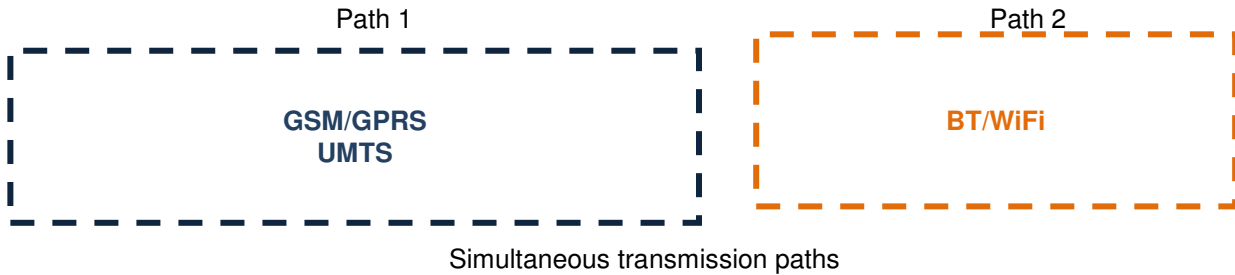 Path 1
Path 2
GSM/GPRS
UMTS
BT/WiFi
Simultaneous transmission paths